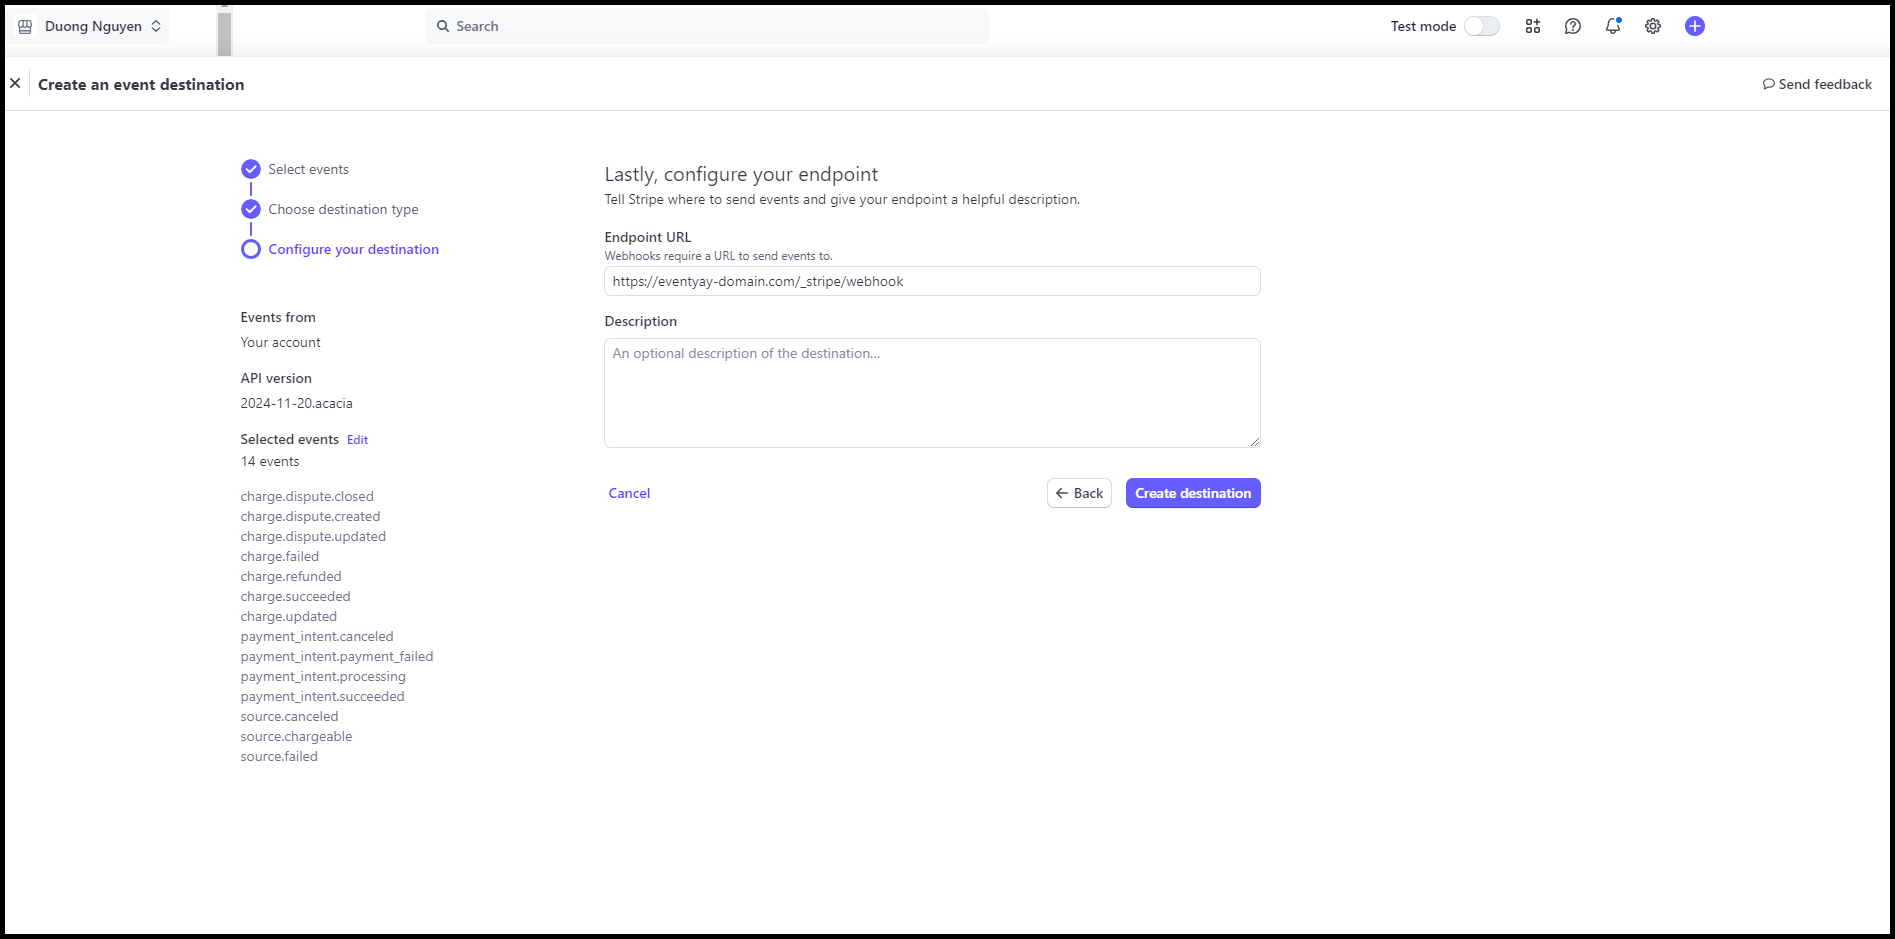 Duong Nguyen
Search
Test mode
Create an event destination
Send feedback
Select events
Choose destination type
Configure your destination
Events from
Your account
API version
2024-11-20.acacia
Selected events Edit
14 events
charge.dispute.closed
charge.dispute.created
charge.dispute.updated
charge.failed
charge.refunded
charge.succeeded
charge.updated
payment_intent.canceled
payment_intent.payment_failed
payment_intent.processing
payment_intent.succeeded
source.canceled
source.chargeable
source.failed
Lastly, configure your endpoint
Tell Stripe where to send events and give your endpoint a helpful description.
Endpoint URL
Webhooks require a URL to send events to.
https://eventyay-domain.com/_stripe/webhook
Description
An optional description of the destination...
Cancel
Back
Create destination